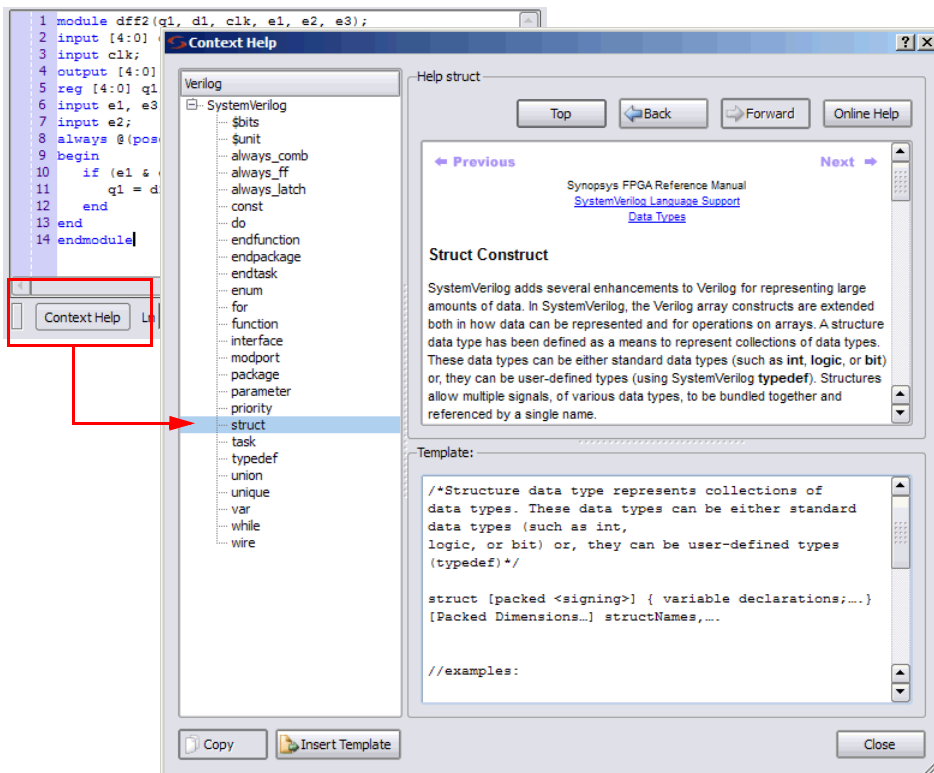 1 module dff2(q1, d1, clk, e1, e2, e3);
2 input [4:0]
3 input clk;
4 output [4:0]
5 reg [4:0] q1
6 input e1, e3
7 input e2;
8 always @(pos
9 begin
10 if (e1 &
11 q1 = d
12 end
13 end
14 endmodule
Context Help
Ln
Context Help
Verilog
SystemVerilog
$bits
$unit
always_comb
always_ff
always_latch
const
do
endfunction
endpackage
endtask
enum
for
function
interface
modport
package
parameter
priority
struct
task
typedef
union
unique
var
while
wire
Help struct
Top
Back
Forward
Online Help
Previous
Next
Synopsys FPGA Reference Manual
SystemVerilog Language Support
Data Types
Struct Construct
SystemVerilog adds several enhancements to Verilog for representing large
amounts of data. In SystemVerilog, the Verilog array constructs are extended
both in how data can be represented and for operations on arrays. A structure
data type has been defined as a means to represent collections of data types.
These data types can be either standard data types (such as int, logic, or bit)
or, they can be user-defined types (using SystemVerilog typedef). Structures
allow multiple signals, of various data types, to be bundled together and
referenced by a single name.
Template:
/*Structure data type represents collections of
data types. These data types can be either standard
data types (such as int,
logic, or bit) or, they can be user-defined types
(typedef)*/
struct [packed <signing>] { variable declarations;….}
[Packed Dimensions…] structNames,….
//examples:
Copy
Insert Template
Close